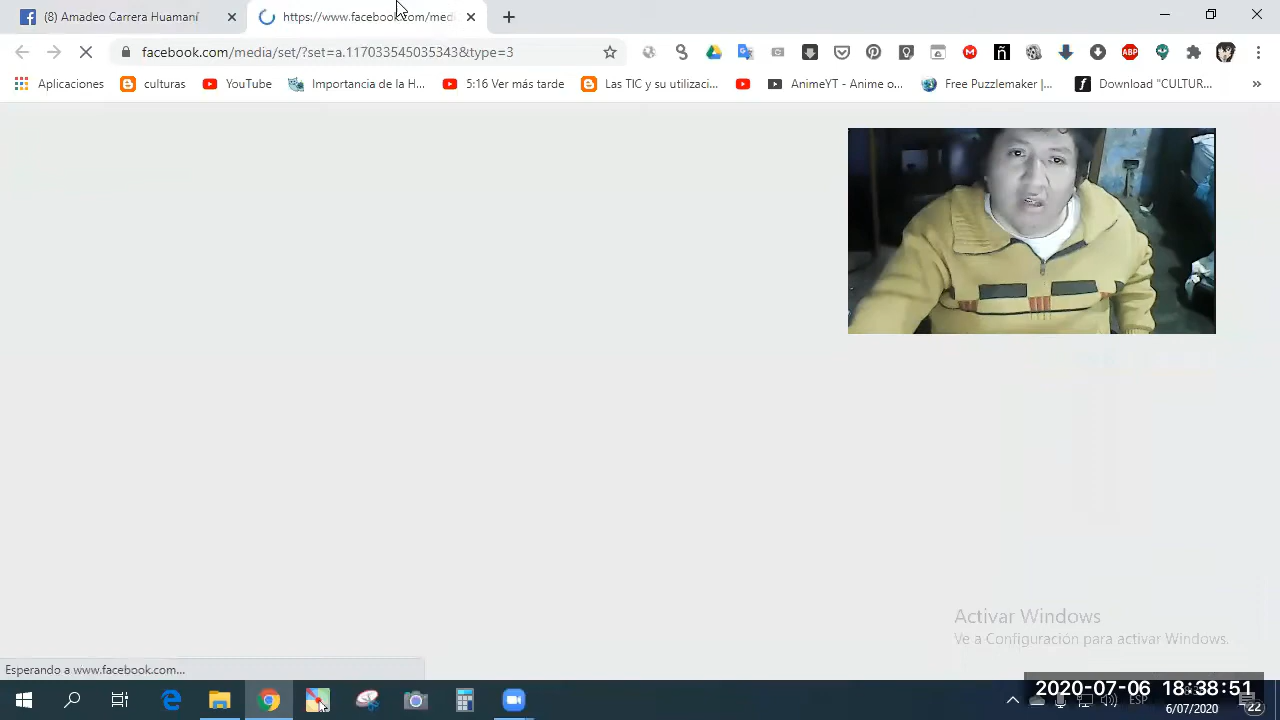 (8) Amadeo Carrera Huamaní
https://www.facebook.com/med
facebook.com/media/set/?set=a.117033545035343&type=3
Aplicaciones culturas YouTube Importancia de la H... 5:16 Ver más tarde Las TIC y su utilizaci... AnimeYT - Anime o... Free Puzzlemaker |... Download "CULTUR... »
Activar Windows
Ve a Configuración para activar Windows.
Esperando a www.facebook.com...
2020-07-06 18:38:51
ESP
6/07/2020
22